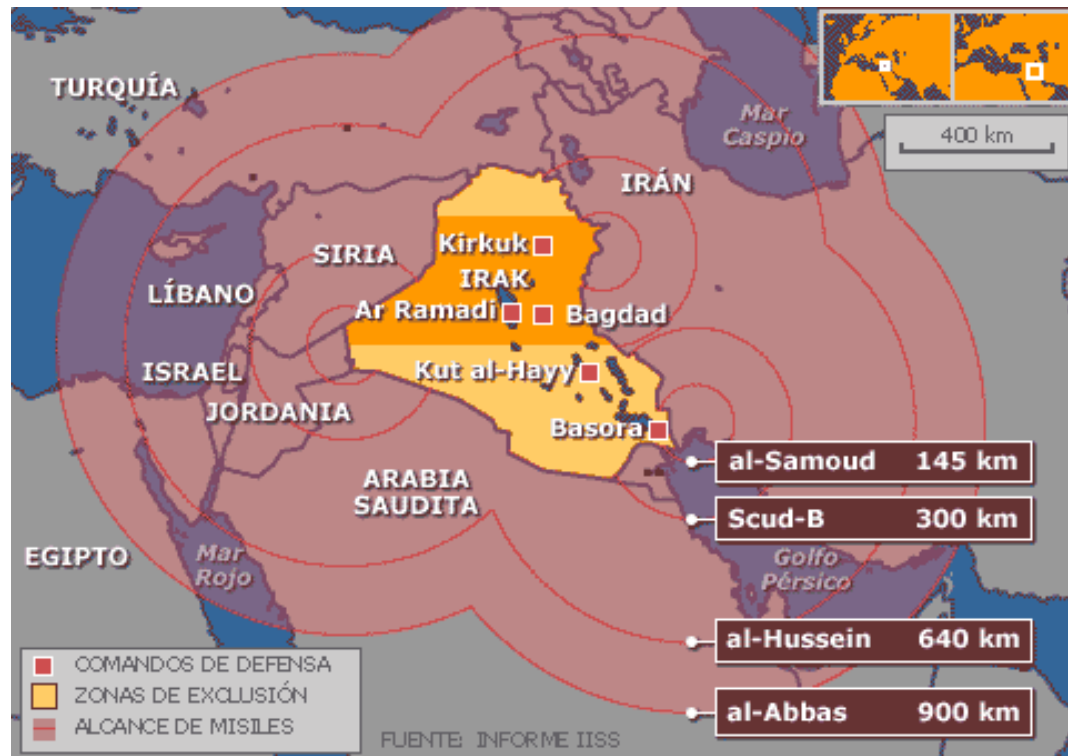 TURQUÍA
Mar
Caspio
400 km
IRÁN
SIRIA
Kirkuk
IRAK
LÍBANO
Ar Ramadi
Bagdad
ISRAEL
Kut al-Hayy
JORDANIA
Basora
al-Samoud 145 km
ARABIA
SAUDITA
Scud-B 300 km
EGIPTO
Mar
Rojo
Golfo
Pérsico
al-Hussein 640 km
COMANDOS DE DEFENSA
ZONAS DE EXCLUSIÓN
ALCANCE DE MISILES
al-Abbas 900 km
FUENTE: INFORME IISS